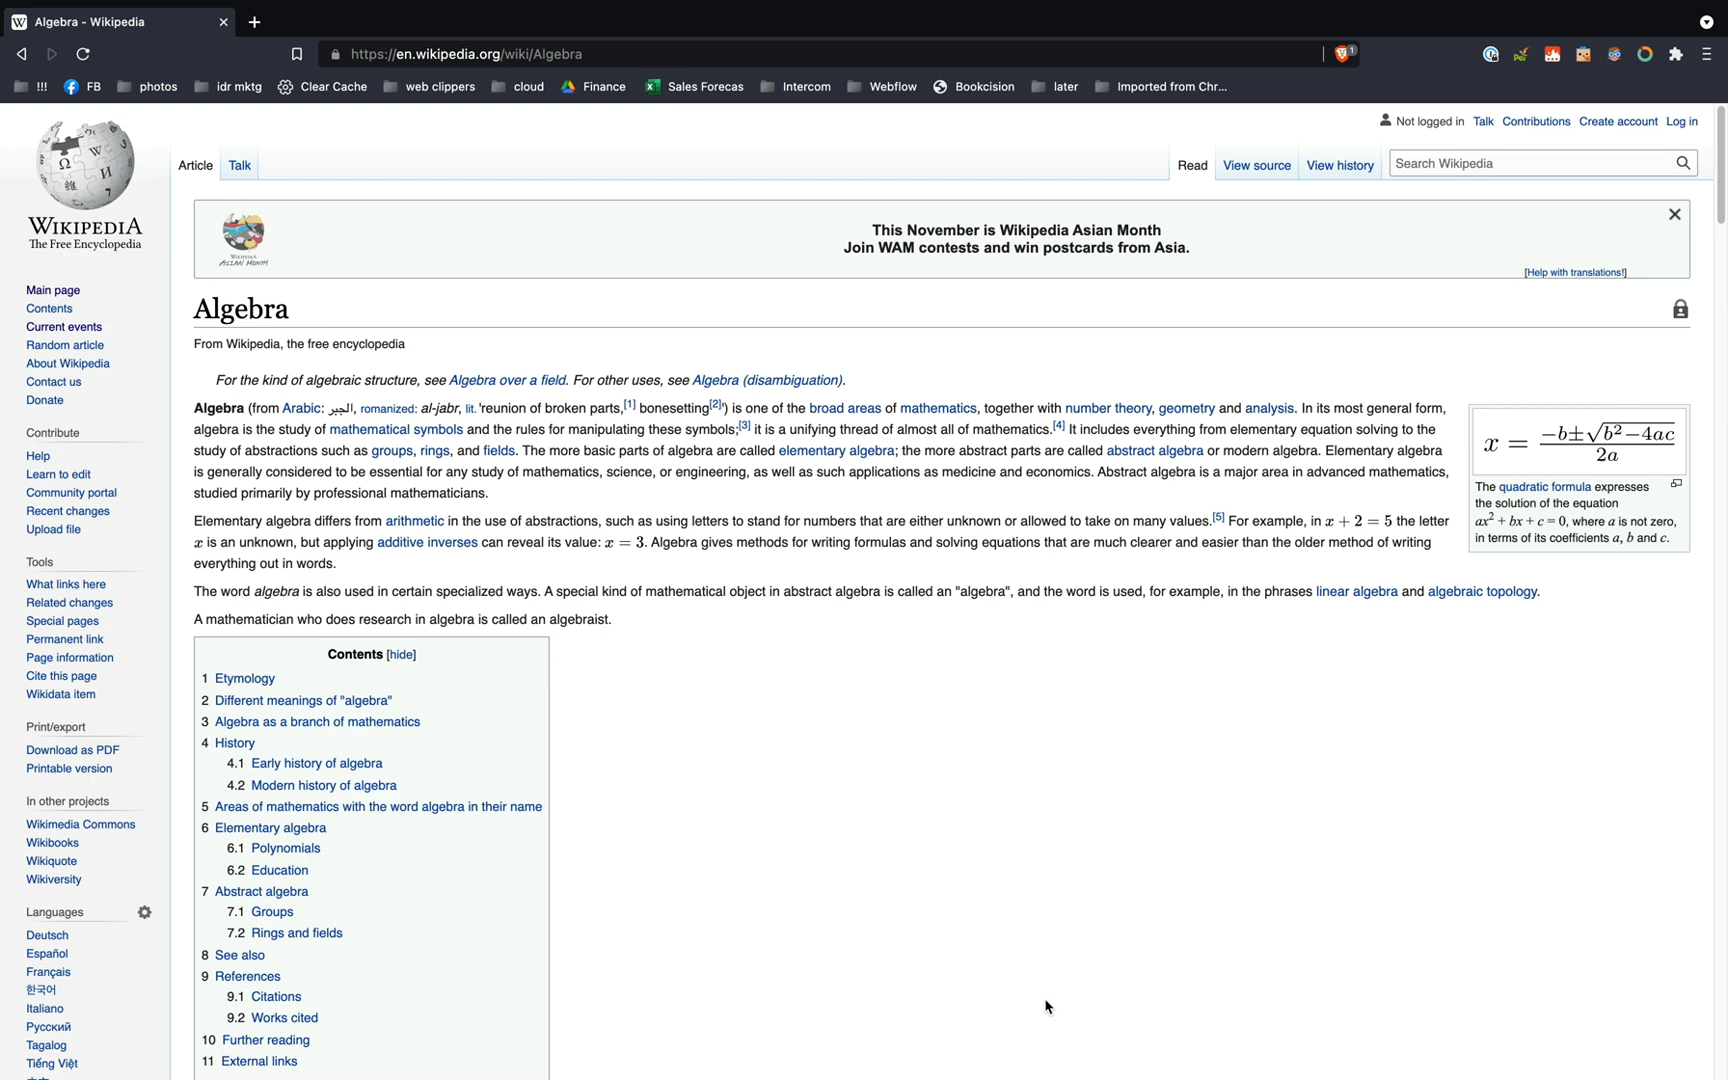 Algebra - Wikipedia
https://en.wikipedia.org/wiki/Algebra
1
!!!
FB
photos
idr mktg
Clear Cache
web clippers
cloud
Finance
Sales Forecas
Intercom
Webflow
Bookcision
later
Imported from Chr...
Not logged in Talk Contributions Create account Log in
WIKIPEDIA
The Free Encyclopedia
Article Talk
Read View source View history
Search Wikipedia
Main page
Contents
Current events
Random article
About Wikipedia
Contact us
Donate
Contribute
Help
Learn to edit
Community portal
Recent changes
Upload file
Tools
What links here
Related changes
Special pages
Permanent link
Page information
Cite this page
Wikidata item
Print/export
Download as PDF
Printable version
In other projects
Wikimedia Commons
Wikibooks
Wikiquote
Wikiversity
Languages
Deutsch
Español
Français
한국어
Italiano
Русский
Tagalog
Tiếng Việt
WIKIPEDIA
ASIAN MONTH
This November is Wikipedia Asian Month
Join WAM contests and win postcards from Asia.
[Help with translations!]
Algebra
From Wikipedia, the free encyclopedia
For the kind of algebraic structure, see Algebra over a field. For other uses, see Algebra (disambiguation).
Algebra (from Arabic: الجبر, romanized: al-jabr, lit. 'reunion of broken parts,[1] bonesetting[2]') is one of the broad areas of mathematics, together with number theory, geometry and analysis. In its most general form,
algebra is the study of mathematical symbols and the rules for manipulating these symbols;[3] it is a unifying thread of almost all of mathematics.[4] It includes everything from elementary equation solving to the
study of abstractions such as groups, rings, and fields. The more basic parts of algebra are called elementary algebra; the more abstract parts are called abstract algebra or modern algebra. Elementary algebra
is generally considered to be essential for any study of mathematics, science, or engineering, as well as such applications as medicine and economics. Abstract algebra is a major area in advanced mathematics,
studied primarily by professional mathematicians.
Elementary algebra differs from arithmetic in the use of abstractions, such as using letters to stand for numbers that are either unknown or allowed to take on many values.[5] For example, in x + 2 = 5 the letter
x is an unknown, but applying additive inverses can reveal its value: x = 3. Algebra gives methods for writing formulas and solving equations that are much clearer and easier than the older method of writing
everything out in words.
The word algebra is also used in certain specialized ways. A special kind of mathematical object in abstract algebra is called an "algebra", and the word is used, for example, in the phrases linear algebra and algebraic topology.
A mathematician who does research in algebra is called an algebraist.
x = −b±√b²−4ac
2a
The quadratic formula expresses
the solution of the equation
ax² + bx + c = 0, where a is not zero,
in terms of its coefficients a, b and c.
Contents [hide]
1 Etymology
2 Different meanings of "algebra"
3 Algebra as a branch of mathematics
4 History
4.1 Early history of algebra
4.2 Modern history of algebra
5 Areas of mathematics with the word algebra in their name
6 Elementary algebra
6.1 Polynomials
6.2 Education
7 Abstract algebra
7.1 Groups
7.2 Rings and fields
8 See also
9 References
9.1 Citations
9.2 Works cited
10 Further reading
11 External links